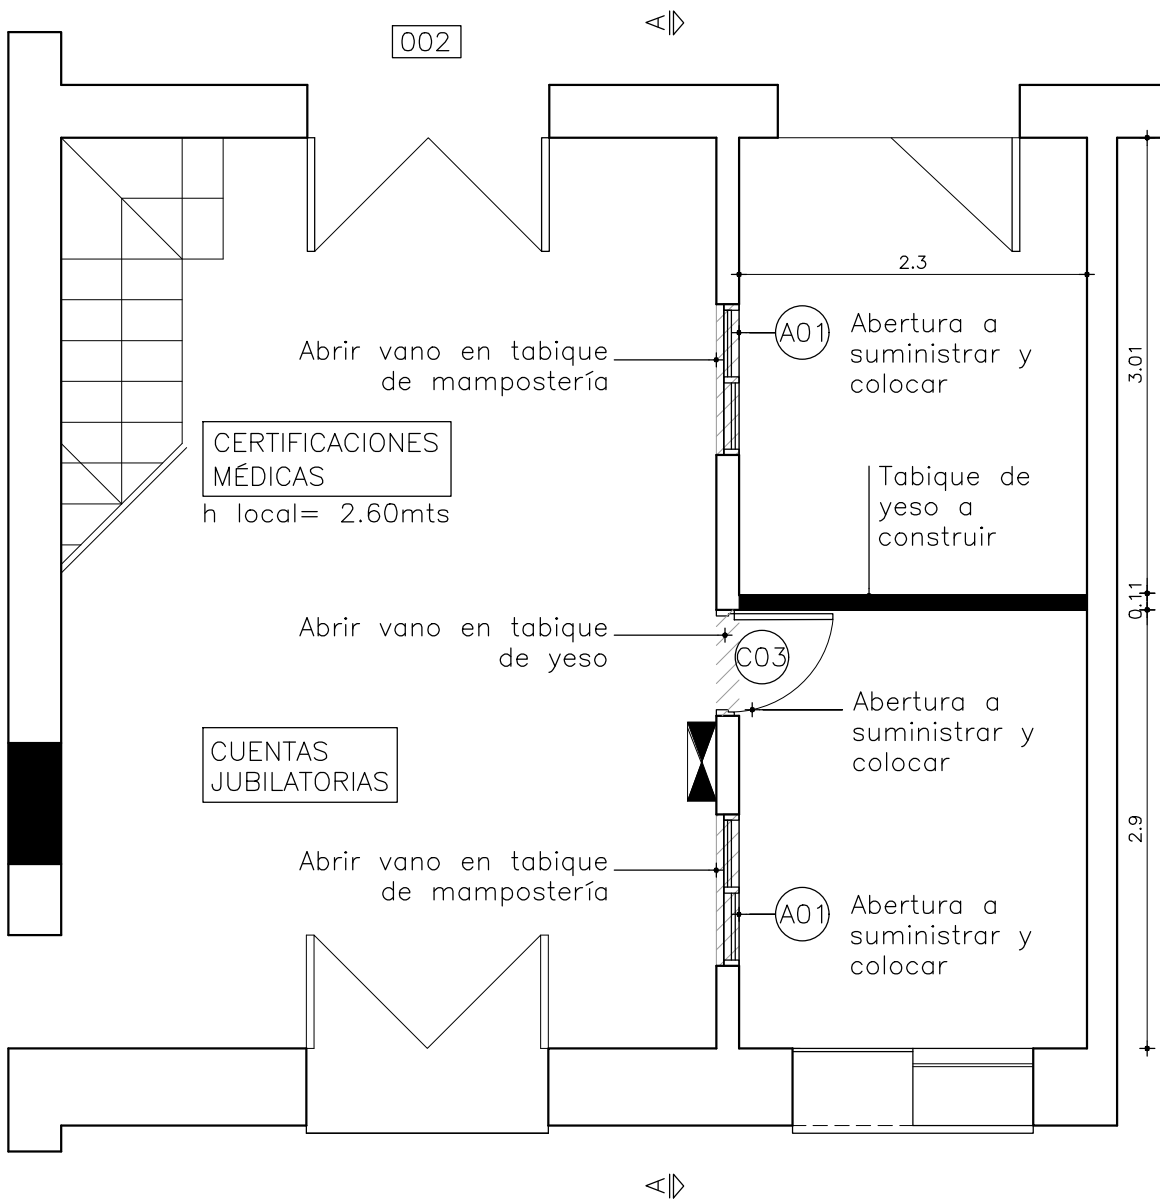 002
A
2.3
Abrir vano en tabique
de mampostería
A01
Abertura a
suministrar y
colocar
3.01
CERTIFICACIONES
MÉDICAS
h local= 2.60mts
Tabique de
yeso a
construir
0.11
Abrir vano en tabique
de yeso
C03
Abertura a
suministrar y
colocar
CUENTAS
JUBILATORIAS
2.9
Abrir vano en tabique
de mampostería
A01
Abertura a
suministrar y
colocar
A